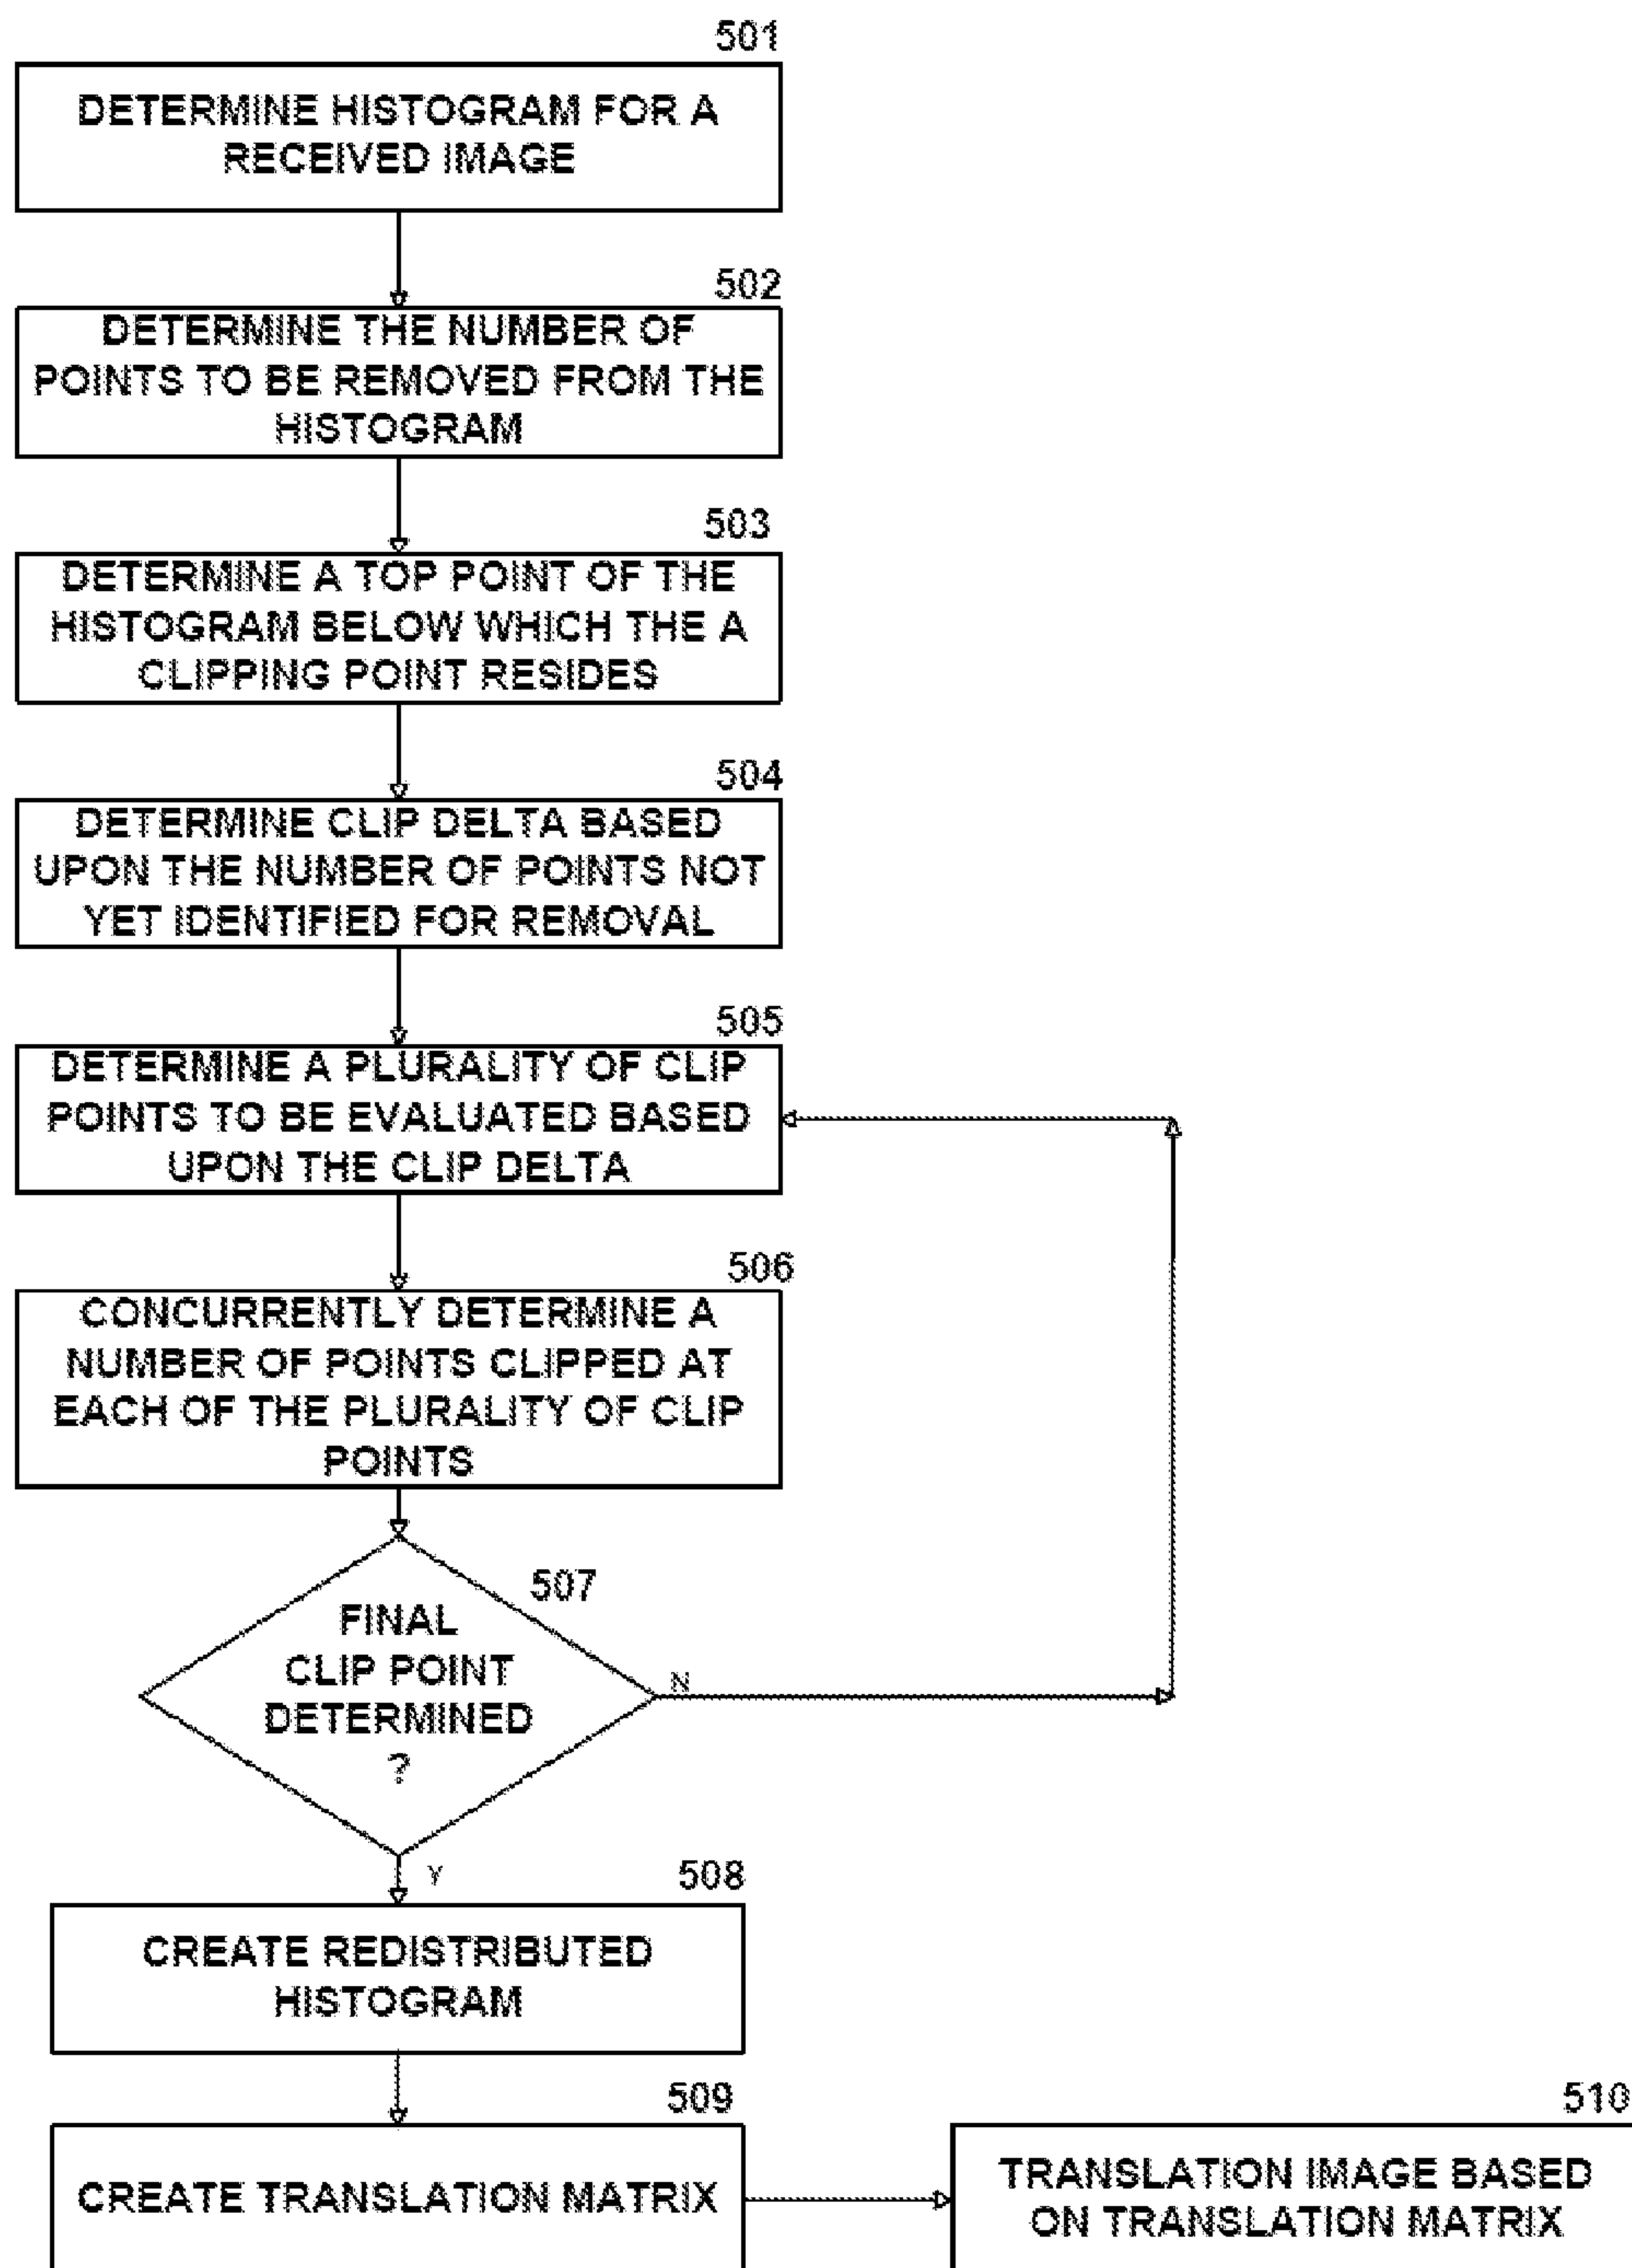 501
DETERMINE HISTOGRAM FOR A
RECEIVED IMAGE
502
DETERMINE THE NUMBER OF
POINTS TO BE REMOVED FROM THE
HISTOGRAM
503
DETERMINE A TOP POINT OF THE
HISTOGRAM BELOW WHICH THE A
CLIPPING POINT RESIDES
504
DETERMINE CLIP DELTA BASED
UPON THE NUMBER OF POINTS NOT
YET IDENTIFIED FOR REMOVAL
505
DETERMINE A PLURALITY OF CLIP
POINTS TO BE EVALUATED BASED
UPON THE CLIP DELTA
506
CONCURRENTLY DETERMINE A
NUMBER OF POINTS CLIPPED AT
EACH OF THE PLURALITY OF CLIP
POINTS
507
FINAL
CLIP POINT
DETERMINED
?
N
Y
508
CREATE REDISTRIBUTED
HISTOGRAM
509
CREATE TRANSLATION MATRIX
510
TRANSLATION IMAGE BASED
ON TRANSLATION MATRIX